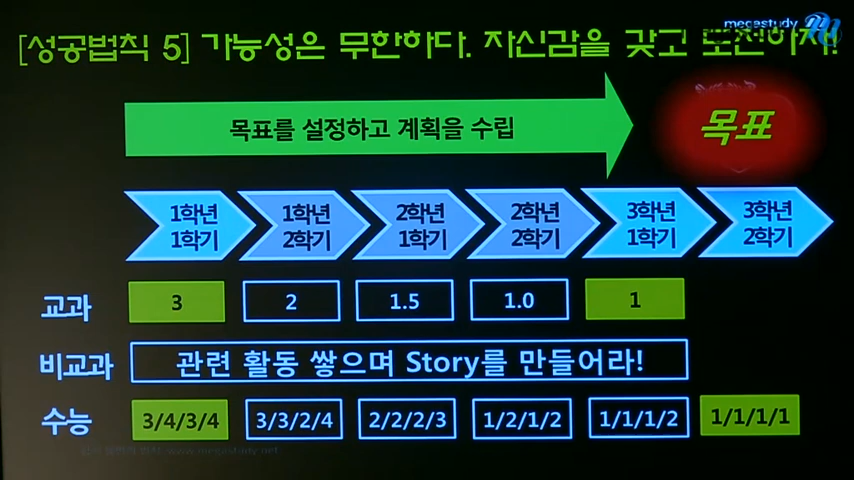 megastudy
[성공법칙 5] 가능성은 무한하다. 자신감을 갖고 도전하자!
목표를 설정하고 계획을 수립
목표
1학년 1학기
1학년 2학기
2학년 1학기
2학년 2학기
3학년 1학기
3학년 2학기
교과 3 2 1.5 1.0 1
비교과 관련 활동 쌓으며 Story를 만들어라!
수능 3/4/3/4 3/3/2/4 2/2/2/3 1/2/1/2 1/1/1/2 1/1/1/1
www.megastudy.net